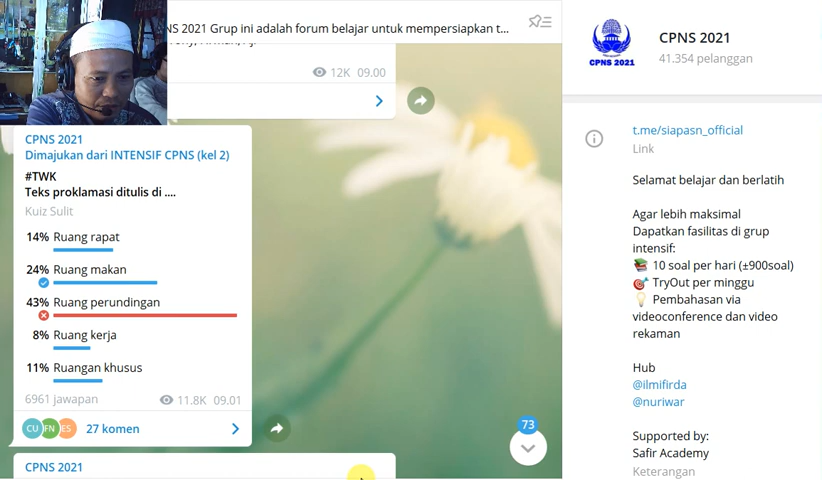 NS 2021 Grup ini adalah forum belajar untuk mempersiapkan t...
12K 09.00
CPNS 2021
Dimajukan dari INTENSIF CPNS (kel 2)
#TWK
Teks proklamasi ditulis di ....
Kuiz Sulit
14% Ruang rapat
24% Ruang makan
43% Ruang perundingan
8% Ruang kerja
11% Ruangan khusus
6961 jawapan 11.8K 09.01
CU FN ES 27 komen
CPNS 2021
73
CPNS 2021
CPNS 2021
41.354 pelanggan
t.me/siapasn_official
Link
Selamat belajar dan berlatih
Agar lebih maksimal
Dapatkan fasilitas di grup
intensif:
10 soal per hari (±900soal)
TryOut per minggu
Pembahasan via
videoconference dan video
rekaman
Hub
@ilmifirda
@nuriwar
Supported by:
Safir Academy
Keterangan